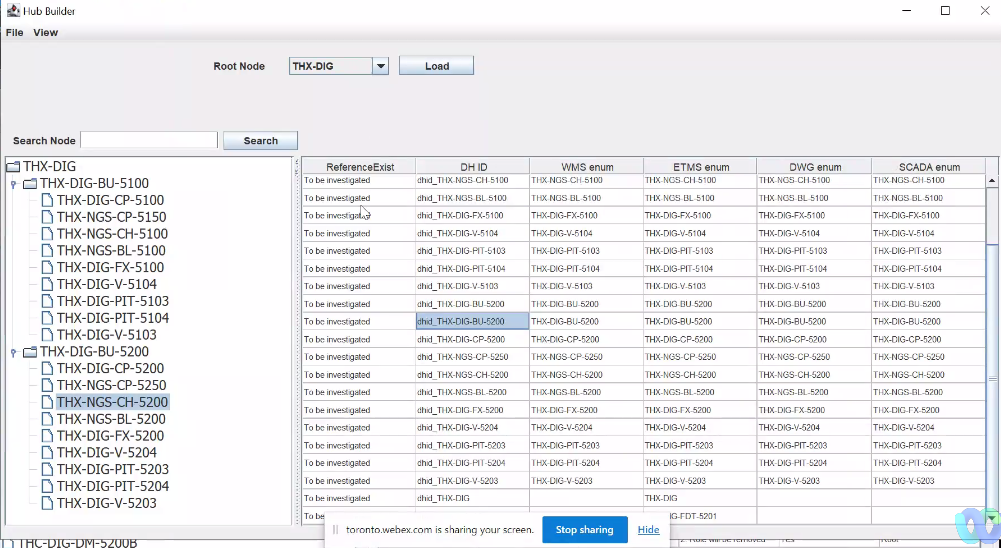 Hub Builder
File View
Root Node THX-DIG Load
Search Node Search
THX-DIG
THX-DIG-BU-5100
THX-DIG-CP-5100
THX-NGS-CP-5150
THX-NGS-CH-5100
THX-NGS-BL-5100
THX-DIG-FX-5100
THX-DIG-V-5104
THX-DIG-PIT-5103
THX-DIG-PIT-5104
THX-DIG-V-5103
THX-DIG-BU-5200
THX-DIG-CP-5200
THX-NGS-CP-5250
THX-NGS-CH-5200
THX-NGS-BL-5200
THX-DIG-FX-5200
THX-DIG-V-5204
THX-DIG-PIT-5203
THX-DIG-PIT-5204
THX-DIG-V-5203
ReferenceExist DH ID WMS enum ETMS enum DWG enum SCADA enum
To be investigated dhid_THX-NGS-CH-5100 THX-NGS-CH-5100 THX-NGS-CH-5100 THX-NGS-CH-5100 THX-NGS-CH-5100
To be investigated dhid_THX-NGS-BL-5100 THX-NGS-BL-5100 THX-NGS-BL-5100 THX-NGS-BL-5100 THX-NGS-BL-5100
To be investigated dhid_THX-DIG-FX-5100 THX-DIG-FX-5100 THX-DIG-FX-5100 THX-DIG-FX-5100 THX-DIG-FX-5100
To be investigated dhid_THX-DIG-V-5104 THX-DIG-V-5104 THX-DIG-V-5104 THX-DIG-V-5104 THX-DIG-V-5104
To be investigated dhid_THX-DIG-PIT-5103 THX-DIG-PIT-5103 THX-DIG-PIT-5103 THX-DIG-PIT-5103 THX-DIG-PIT-5103
To be investigated dhid_THX-DIG-PIT-5104 THX-DIG-PIT-5104 THX-DIG-PIT-5104 THX-DIG-PIT-5104 THX-DIG-PIT-5104
To be investigated dhid_THX-DIG-V-5103 THX-DIG-V-5103 THX-DIG-V-5103 THX-DIG-V-5103 THX-DIG-V-5103
To be investigated dhid_THX-DIG-BU-5200 THX-DIG-BU-5200 THX-DIG-BU-5200 THX-DIG-BU-5200 THX-DIG-BU-5200
To be investigated dhid_THX-DIG-BU-5200 THX-DIG-BU-5200 THX-DIG-BU-5200 THX-DIG-BU-5200 THX-DIG-BU-5200
To be investigated dhid_THX-DIG-CP-5200 THX-DIG-CP-5200 THX-DIG-CP-5200 THX-DIG-CP-5200 THX-DIG-CP-5200
To be investigated dhid_THX-NGS-CP-5250 THX-NGS-CP-5250 THX-NGS-CP-5250 THX-NGS-CP-5250 THX-NGS-CP-5250
To be investigated dhid_THX-NGS-CH-5200 THX-NGS-CH-5200 THX-NGS-CH-5200 THX-NGS-CH-5200 THX-NGS-CH-5200
To be investigated dhid_THX-NGS-BL-5200 THX-NGS-BL-5200 THX-NGS-BL-5200 THX-NGS-BL-5200 THX-NGS-BL-5200
To be investigated dhid_THX-DIG-FX-5200 THX-DIG-FX-5200 THX-DIG-FX-5200 THX-DIG-FX-5200 THX-DIG-FX-5200
To be investigated dhid_THX-DIG-V-5204 THX-DIG-V-5204 THX-DIG-V-5204 THX-DIG-V-5204 THX-DIG-V-5204
To be investigated dhid_THX-DIG-PIT-5203 THX-DIG-PIT-5203 THX-DIG-PIT-5203 THX-DIG-PIT-5203 THX-DIG-PIT-5203
To be investigated dhid_THX-DIG-PIT-5204 THX-DIG-PIT-5204 THX-DIG-PIT-5204 THX-DIG-PIT-5204 THX-DIG-PIT-5204
To be investigated dhid_THX-DIG-V-5203 THX-DIG-V-5203 THX-DIG-V-5203 THX-DIG-V-5203 THX-DIG-V-5203
To be investigated dhid_THX-DIG THX-DIG
To be G-FDT-5201
toronto.webex.com is sharing your screen. Stop sharing Hide
THC-DIG-DM-5200B